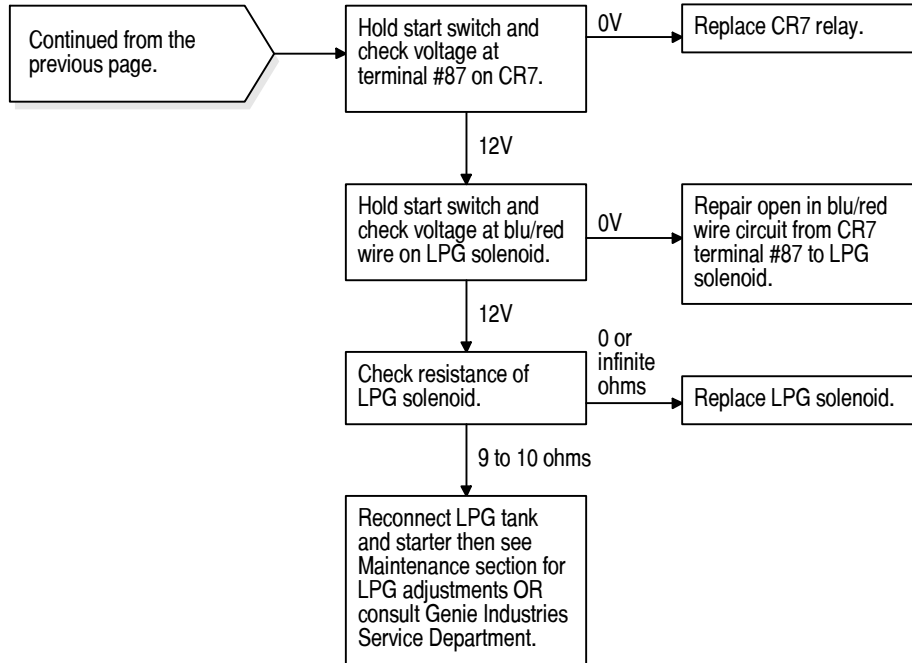 Continued from the
previous page.
Hold start switch and
check voltage at
terminal #87 on CR7.
0V
Replace CR7 relay.
12V
Hold start switch and
check voltage at blu/red
wire on LPG solenoid.
0V
Repair open in blu/red
wire circuit from CR7
terminal #87 to LPG
solenoid.
12V
Check resistance of
LPG solenoid.
0 or
infinite
ohms
Replace LPG solenoid.
9 to 10 ohms
Reconnect LPG tank
and starter then see
Maintenance section for
LPG adjustments OR
consult Genie Industries
Service Department.